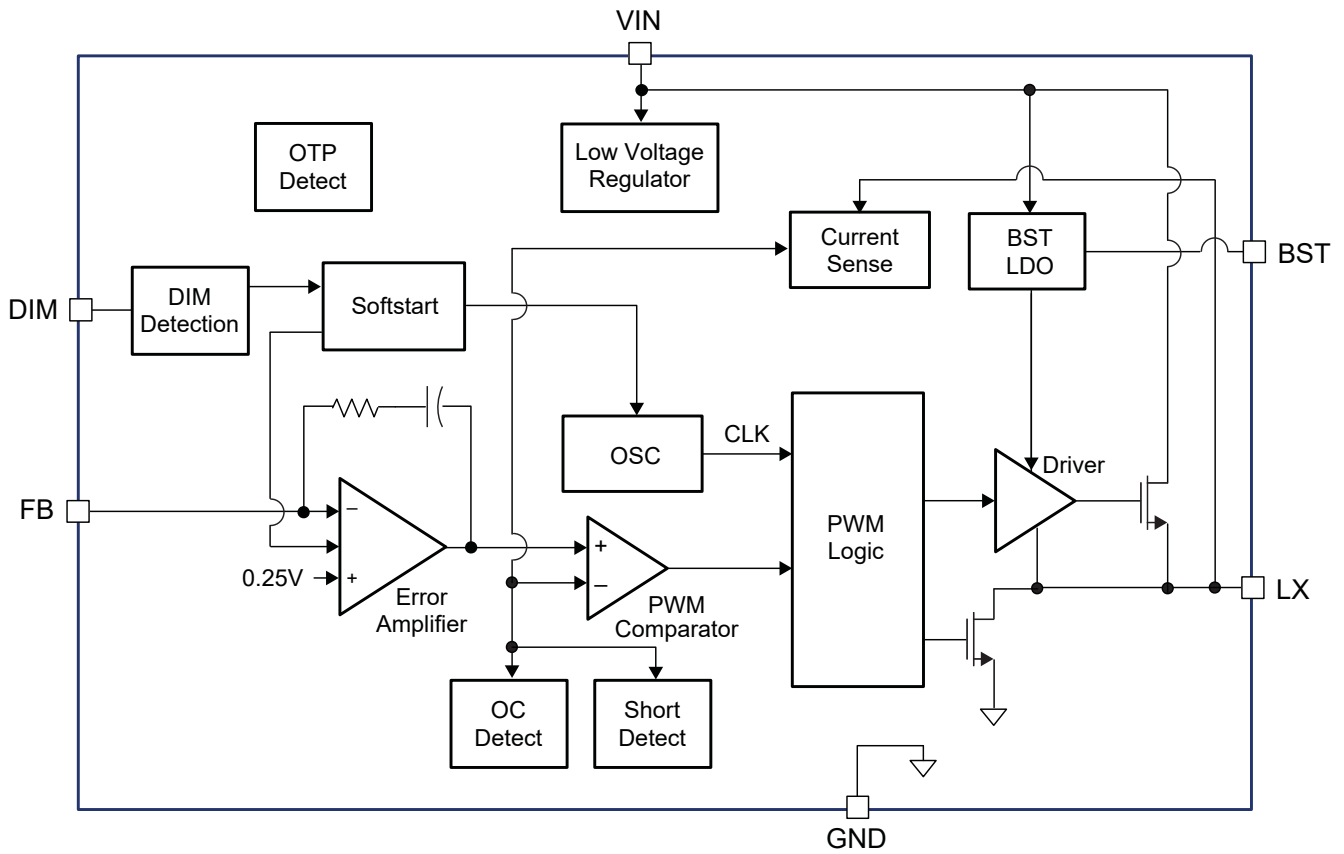 VIN
OTP
Detect
Low Voltage
Regulator
Current
Sense
BST
LDO
BST
DIM
DIM
Detection
Softstart
OSC
CLK
PWM
Logic
Driver
FB
−
+
0.25V
Error
Amplifier
+
−
PWM
Comparator
LX
OC
Detect
Short
Detect
GND